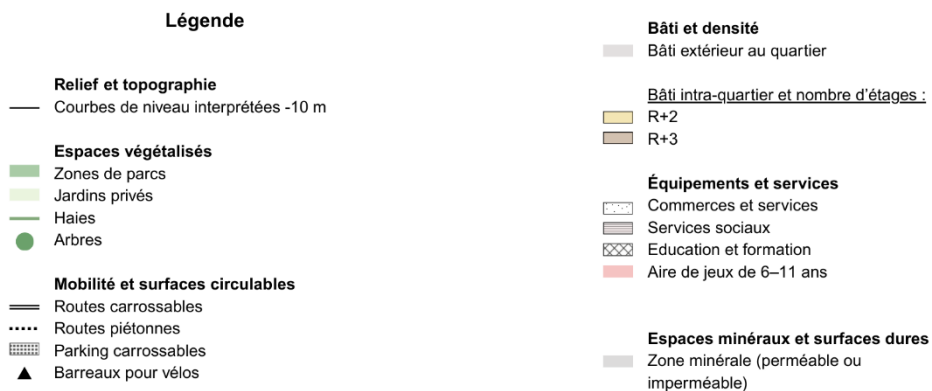 Légende
Relief et topographie
Courbes de niveau interprétées -10 m
Espaces végétalisés
Zones de parcs
Jardins privés
Haies
Arbres
Mobilité et surfaces circulables
Routes carrossables
Routes piétonnes
Parking carrossables
Barreaux pour vélos
Bâti et densité
Bâti extérieur au quartier
Bâti intra-quartier et nombre d'étages :
R+2
R+3
Équipements et services
Commerces et services
Services sociaux
Education et formation
Aire de jeux de 6–11 ans
Espaces minéraux et surfaces dures
Zone minérale (perméable ou
imperméable)